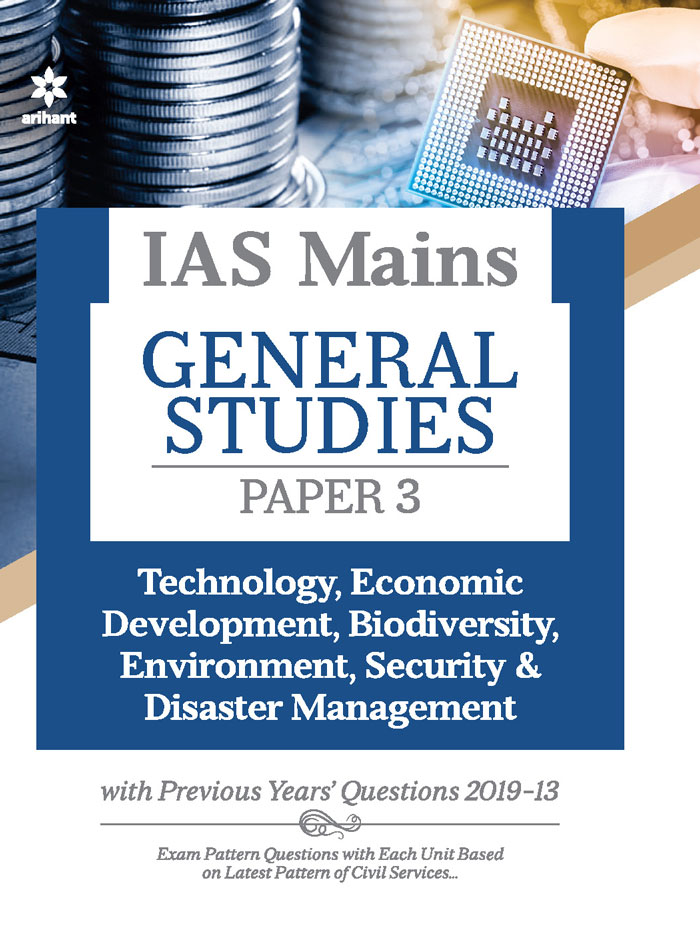 arihant
IAS Mains
GENERAL
STUDIES
PAPER 3
Technology, Economic
Development, Biodiversity,
Environment, Security &
Disaster Management
with Previous Years' Questions 2019-13
Exam Pattern Questions with Each Unit Based
on Latest Pattern of Civil Services...